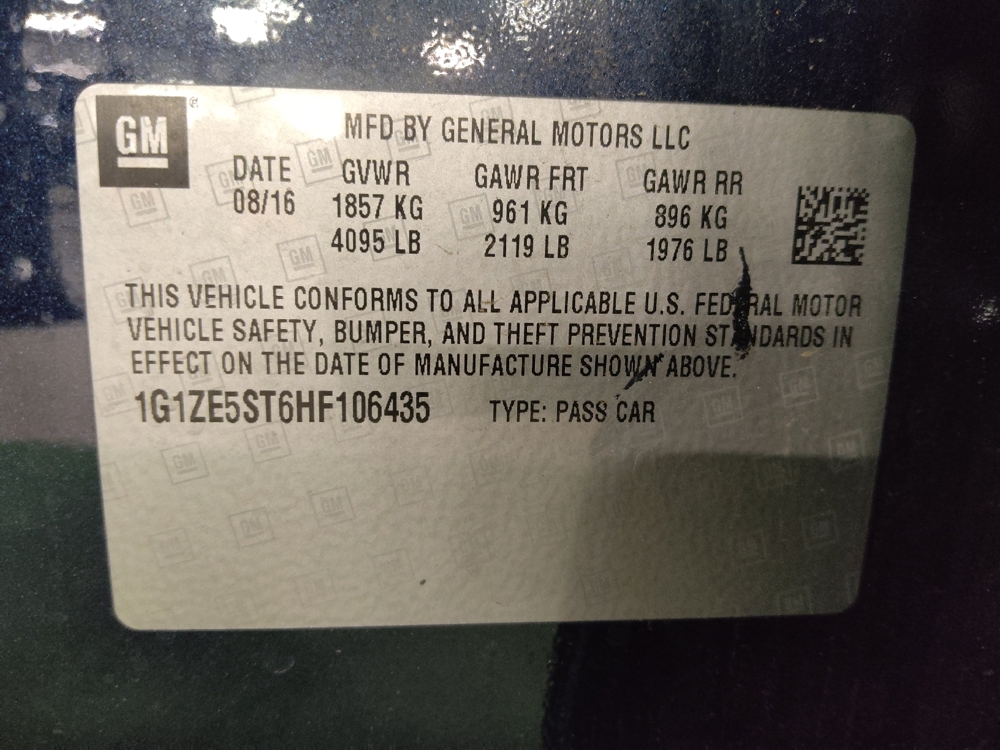 GM ®
MFD BY GENERAL MOTORS LLC
DATE GVWR GAWR FRT GAWR RR
08/16 1857 KG 961 KG 896 KG
4095 LB 2119 LB 1976 LB
THIS VEHICLE CONFORMS TO ALL APPLICABLE U.S. FEDERAL MOTOR
VEHICLE SAFETY, BUMPER, AND THEFT PREVENTION STANDARDS IN
EFFECT ON THE DATE OF MANUFACTURE SHOWN ABOVE.
1G1ZE5ST6HF106435 TYPE: PASS CAR